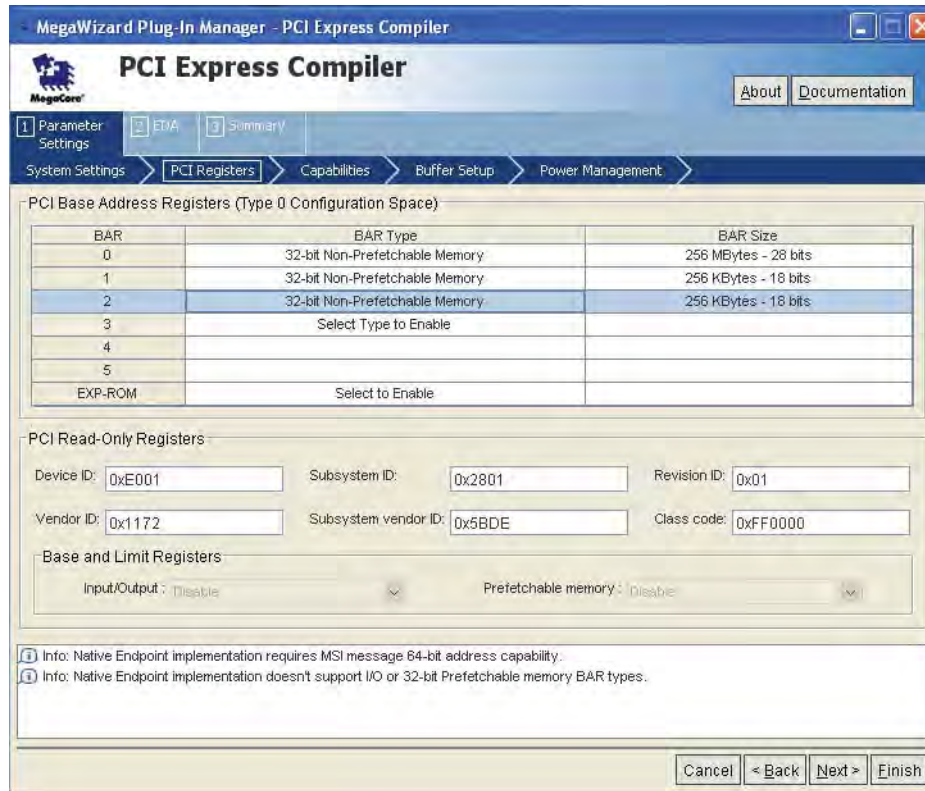 MegaWizard Plug-In Manager - PCI Express Compiler
MegaCore®
PCI Express Compiler
About Documentation
1 Parameter Settings 2 EDA 3 Summary
System Settings PCI Registers Capabilities Buffer Setup Power Management
PCI Base Address Registers (Type 0 Configuration Space)
BAR BAR Type BAR Size
0 32-bit Non-Prefetchable Memory 256 MBytes - 28 bits
1 32-bit Non-Prefetchable Memory 256 KBytes - 18 bits
2 32-bit Non-Prefetchable Memory 256 KBytes - 18 bits
3 Select Type to Enable
4
5
EXP-ROM Select to Enable
PCI Read-Only Registers
Device ID: 0xE001 Subsystem ID: 0x2801 Revision ID: 0x01
Vendor ID: 0x1172 Subsystem vendor ID: 0x5BDE Class code: 0xFF0000
Base and Limit Registers
Input/Output : Disable Prefetchable memory : Disable
Info: Native Endpoint implementation requires MSI message 64-bit address capability.
Info: Native Endpoint implementation doesn't support I/O or 32-bit Prefetchable memory BAR types.
Cancel < Back Next > Finish